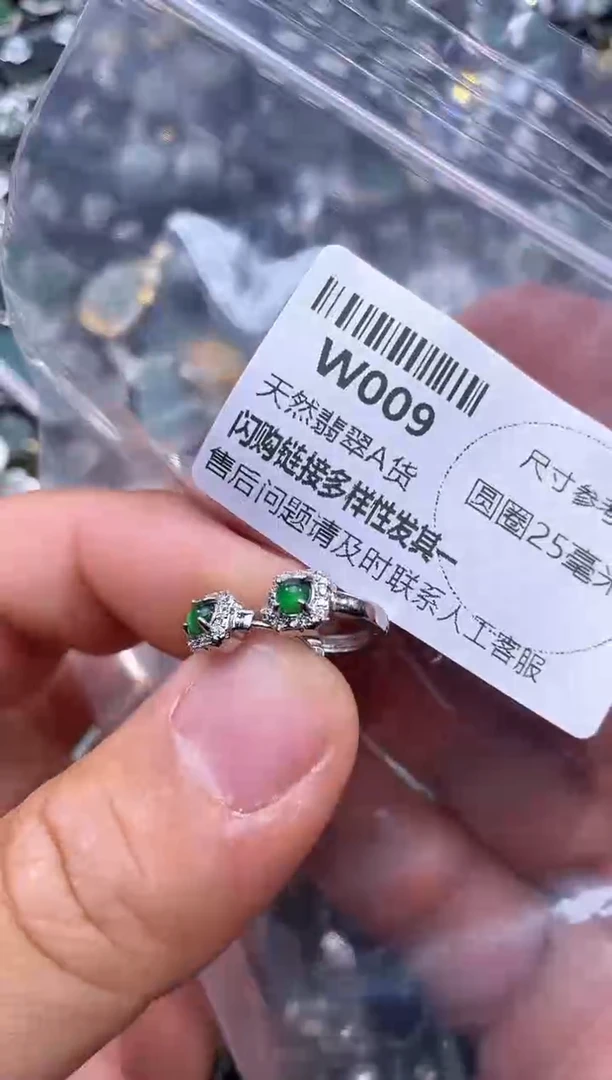 W009
天然翡翠A货
闪购链接多样性发其一
售后问题请及时联系人工客服
尺寸参
圆圈25毫米